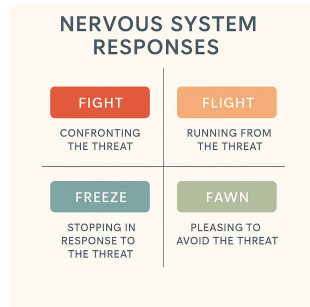 NERVOUS SYSTEM
RESPONSES
FIGHT
CONFRONTING
THE THREAT
FLIGHT
RUNNING FROM
THE THREAT
FREEZE
STOPPING IN
RESPONSE TO
THE THREAT
FAWN
PLEASING TO
AVOID THE THREAT